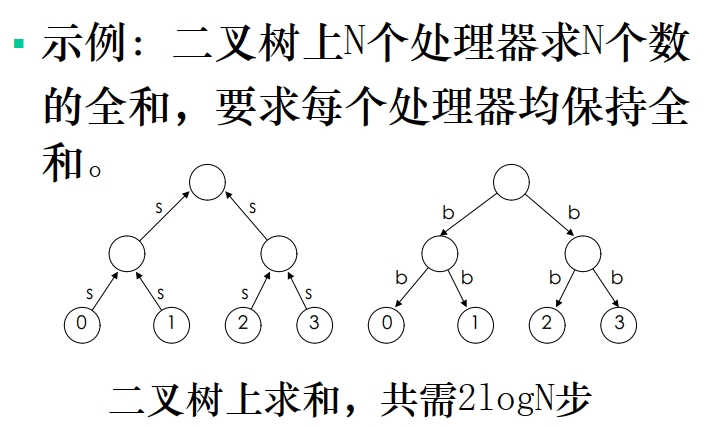 示例：二叉树上N个处理器求N个数
的全和，要求每个处理器均保持全
和。
s s b b
s s s s b b b b
0 1 2 3 0 1 2 3
二叉树上求和，共需2logN步